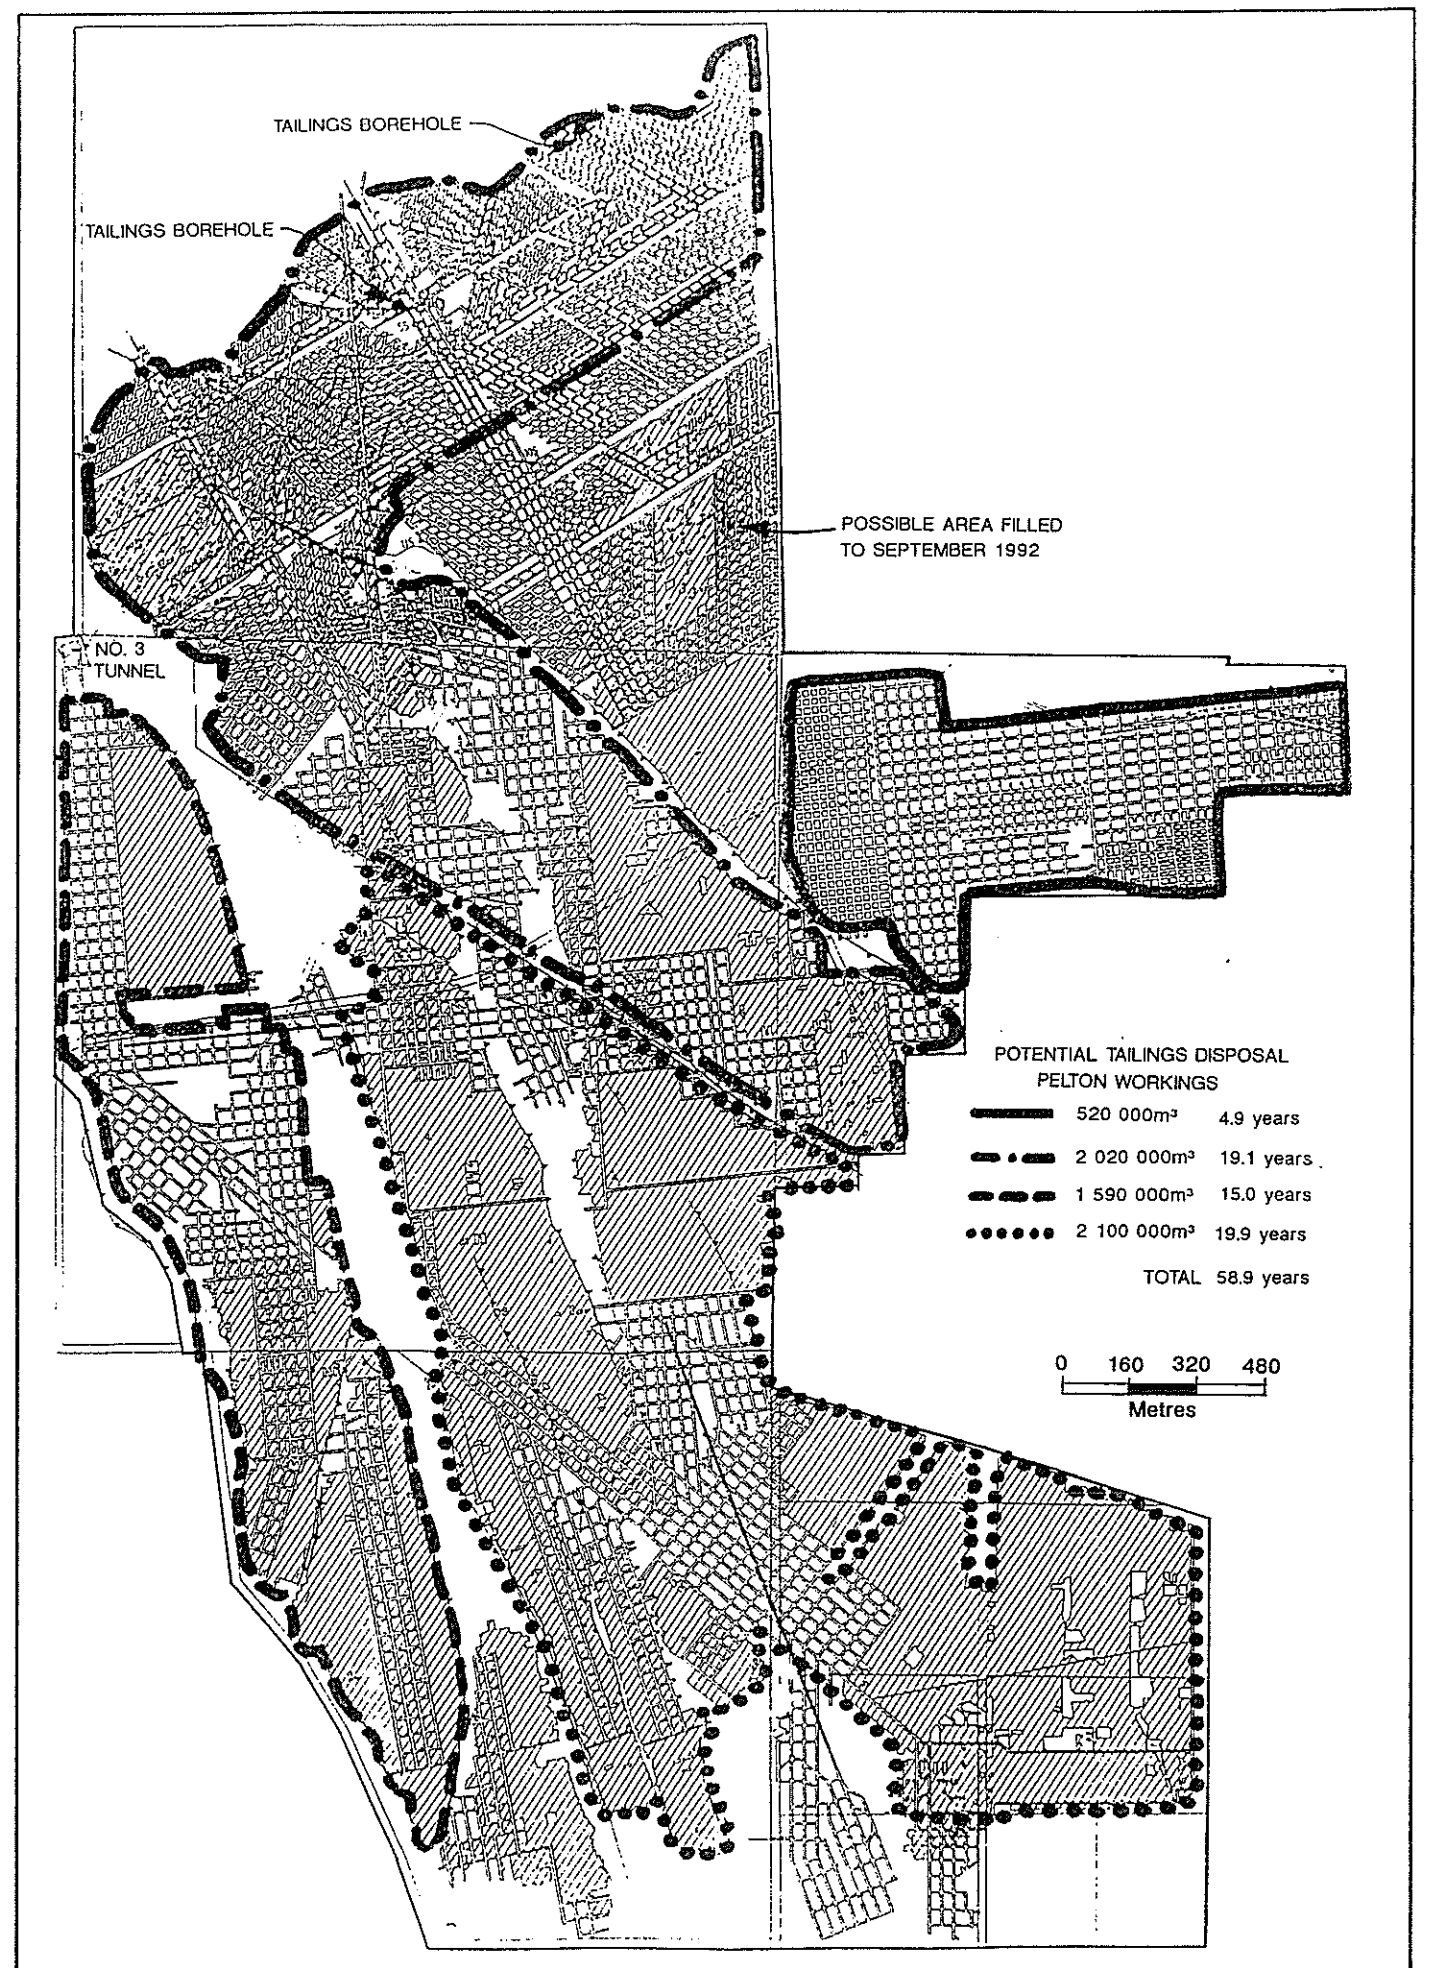 TAILINGS BOREHOLE
TAILINGS BOREHOLE
POSSIBLE AREA FILLED
TO SEPTEMBER 1992
NO. 3
TUNNEL
POTENTIAL TAILINGS DISPOSAL
PELTON WORKINGS
520 000m³ 4.9 years
2 020 000m³ 19.1 years
1 590 000m³ 15.0 years
2 100 000m³ 19.9 years
TOTAL 58.9 years
0 160 320 480
Metres